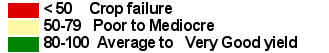 < 50 Crop failure
50-79 Poor to Mediocre
80-100 Average to Very Good yield